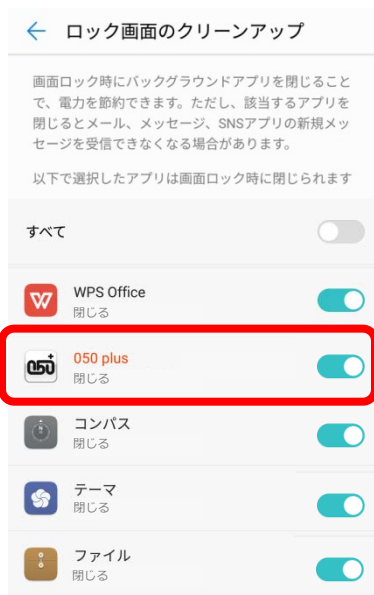 ロック画面のクリーンアップ
画面ロック時にバックグラウンドアプリを閉じること
で、電力を節約できます。ただし、該当するアプリを
閉じるとメール、メッセージ、SNSアプリの新規メッ
セージを受信できなくなる場合があります。
以下で選択したアプリは画面ロック時に閉じられます
すべて
WPS Office
閉じる
050 plus
閉じる
コンパス
閉じる
テーマ
閉じる
ファイル
閉じる